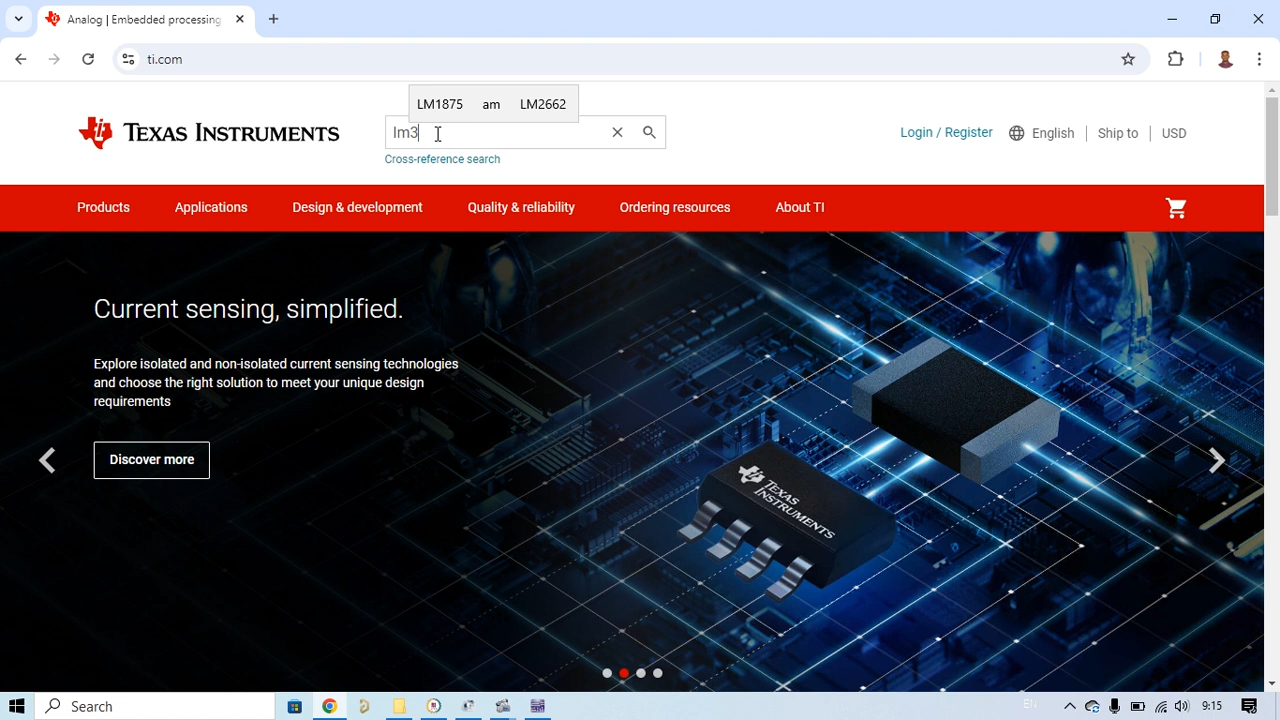 Analog | Embedded processing
ti.com
LM1875 am LM2662
TEXAS INSTRUMENTS
lm3
Cross-reference search
Login / Register
English
Ship to
USD
Products
Applications
Design & development
Quality & reliability
Ordering resources
About TI
Current sensing, simplified.
Explore isolated and non-isolated current sensing technologies
and choose the right solution to meet your unique design
requirements
Discover more
TEXAS
INSTRUMENTS
Search
EN
9:15